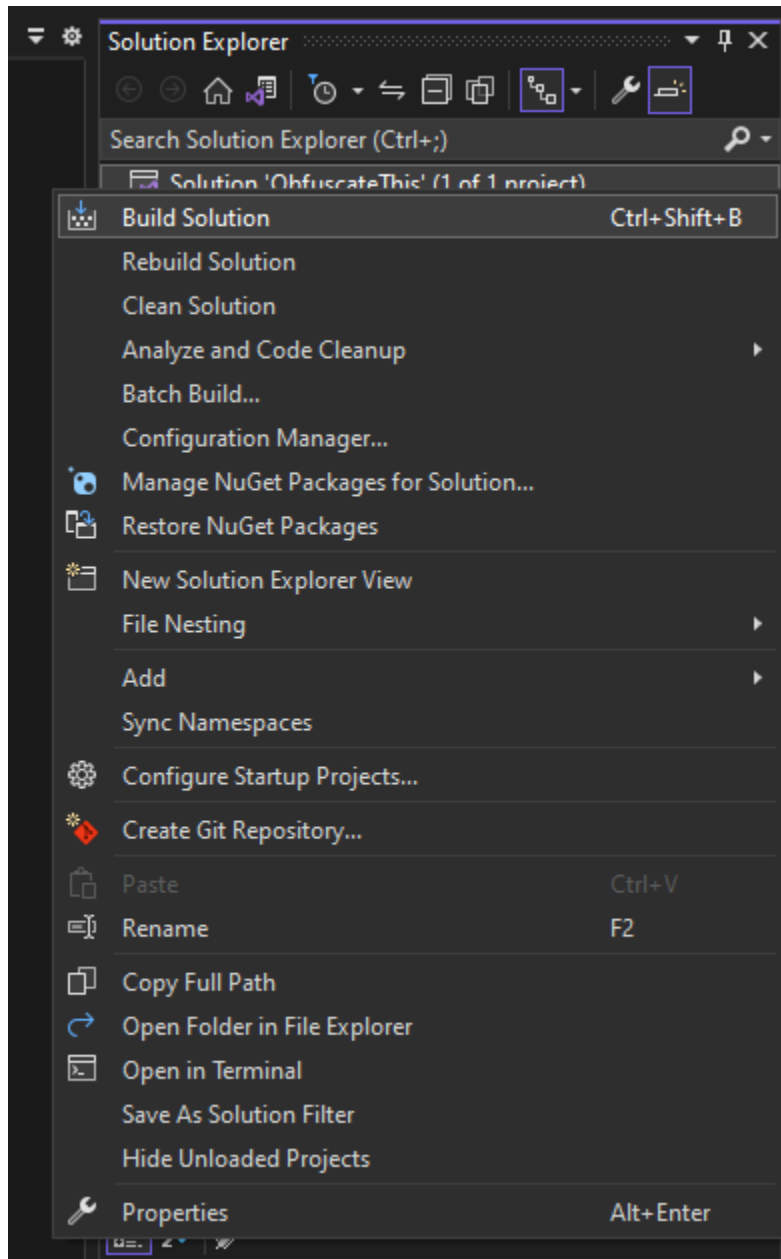 Solution Explorer
Search Solution Explorer (Ctrl+;)
Solution 'ObfuscateThis' (1 of 1 project)
Build Solution Ctrl+Shift+B
Rebuild Solution
Clean Solution
Analyze and Code Cleanup
Batch Build...
Configuration Manager...
Manage NuGet Packages for Solution...
Restore NuGet Packages
New Solution Explorer View
File Nesting
Add
Sync Namespaces
Configure Startup Projects...
Create Git Repository...
Paste Ctrl+V
Rename F2
Copy Full Path
Open Folder in File Explorer
Open in Terminal
Save As Solution Filter
Hide Unloaded Projects
Properties Alt+Enter